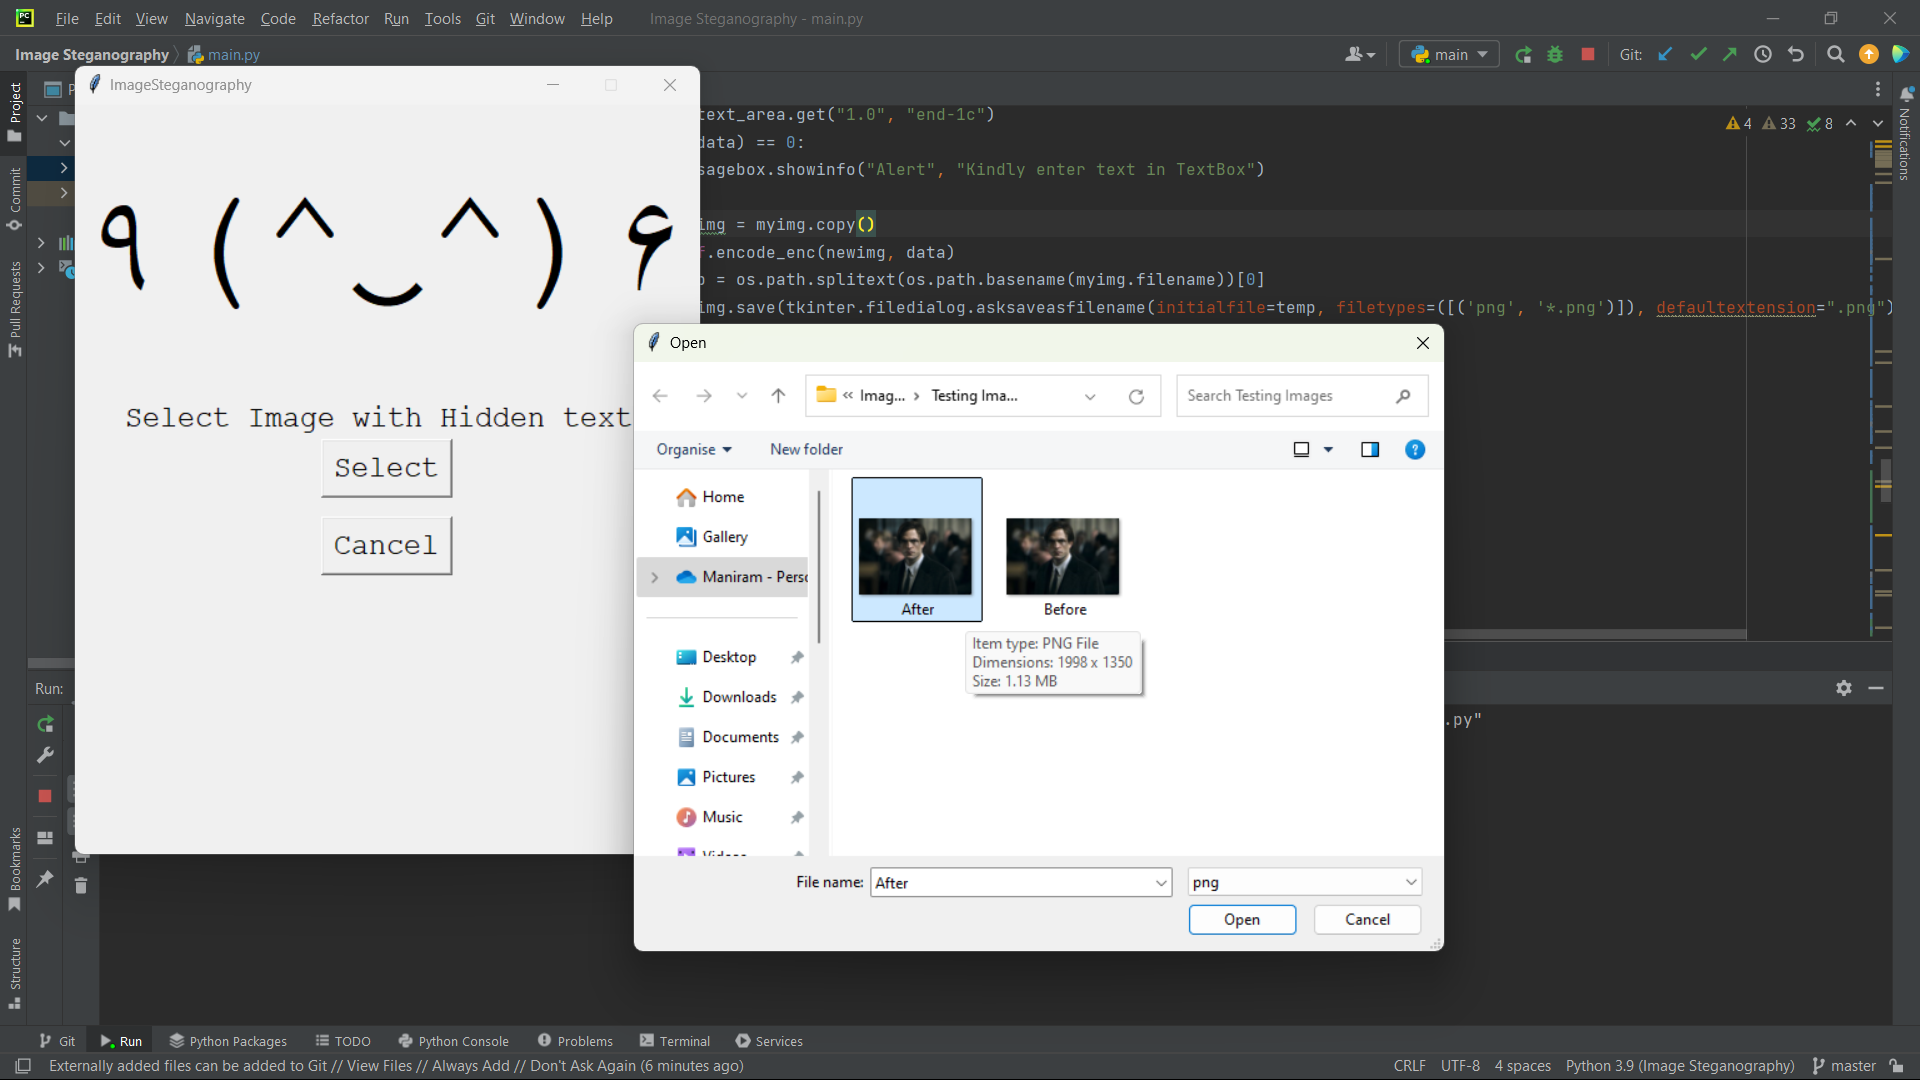 File Edit View Navigate Code Refactor Run Tools Git Window Help Image Steganography - main.py
Image Steganography main.py
main Git:
Project
Commit
Pull Requests
Bookmarks
Structure
Notifications
ImageSteganography
۹ ( ^ ‿ ^ ) ۶
Select Image with Hidden text
Select
Cancel
text_area.get("1.0", "end-1c")
data) == 0:
sagebox.showinfo("Alert", "Kindly enter text in TextBox")
img = myimg.copy()
.encode_enc(newimg, data)
= os.path.splitext(os.path.basename(myimg.filename))[0]
img.save(tkinter.filedialog.asksaveasfilename(initialfile=temp, filetypes=([('png', '*.png')]), defaultextension=".png")
4 33 8
Open
« Imag... › Testing Ima...
Search Testing Images
Organise New folder
Home
Gallery
Maniram - Perso
Desktop
Downloads
Documents
Pictures
Music
Videos
After
Before
Item type: PNG File
Dimensions: 1998 x 1350
Size: 1.13 MB
File name: After png
Open Cancel
Run:
.py"
Git Run Python Packages TODO Python Console Problems Terminal Services
Externally added files can be added to Git // View Files // Always Add // Don't Ask Again (6 minutes ago)
CRLF UTF-8 4 spaces Python 3.9 (Image Steganography) master